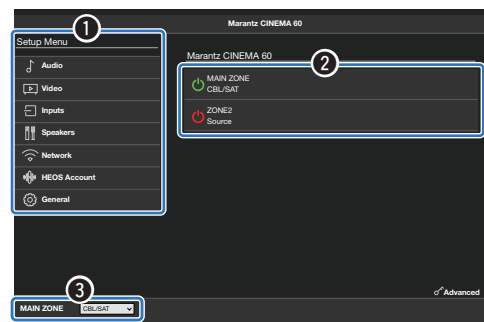 Marantz CINEMA 60
1
Setup Menu
Audio
Video
Inputs
Speakers
Network
HEOS Account
General
Marantz CINEMA 60
2
MAIN ZONE
CBL/SAT
ZONE2
Source
Advanced
3
MAIN ZONE CBL/SAT